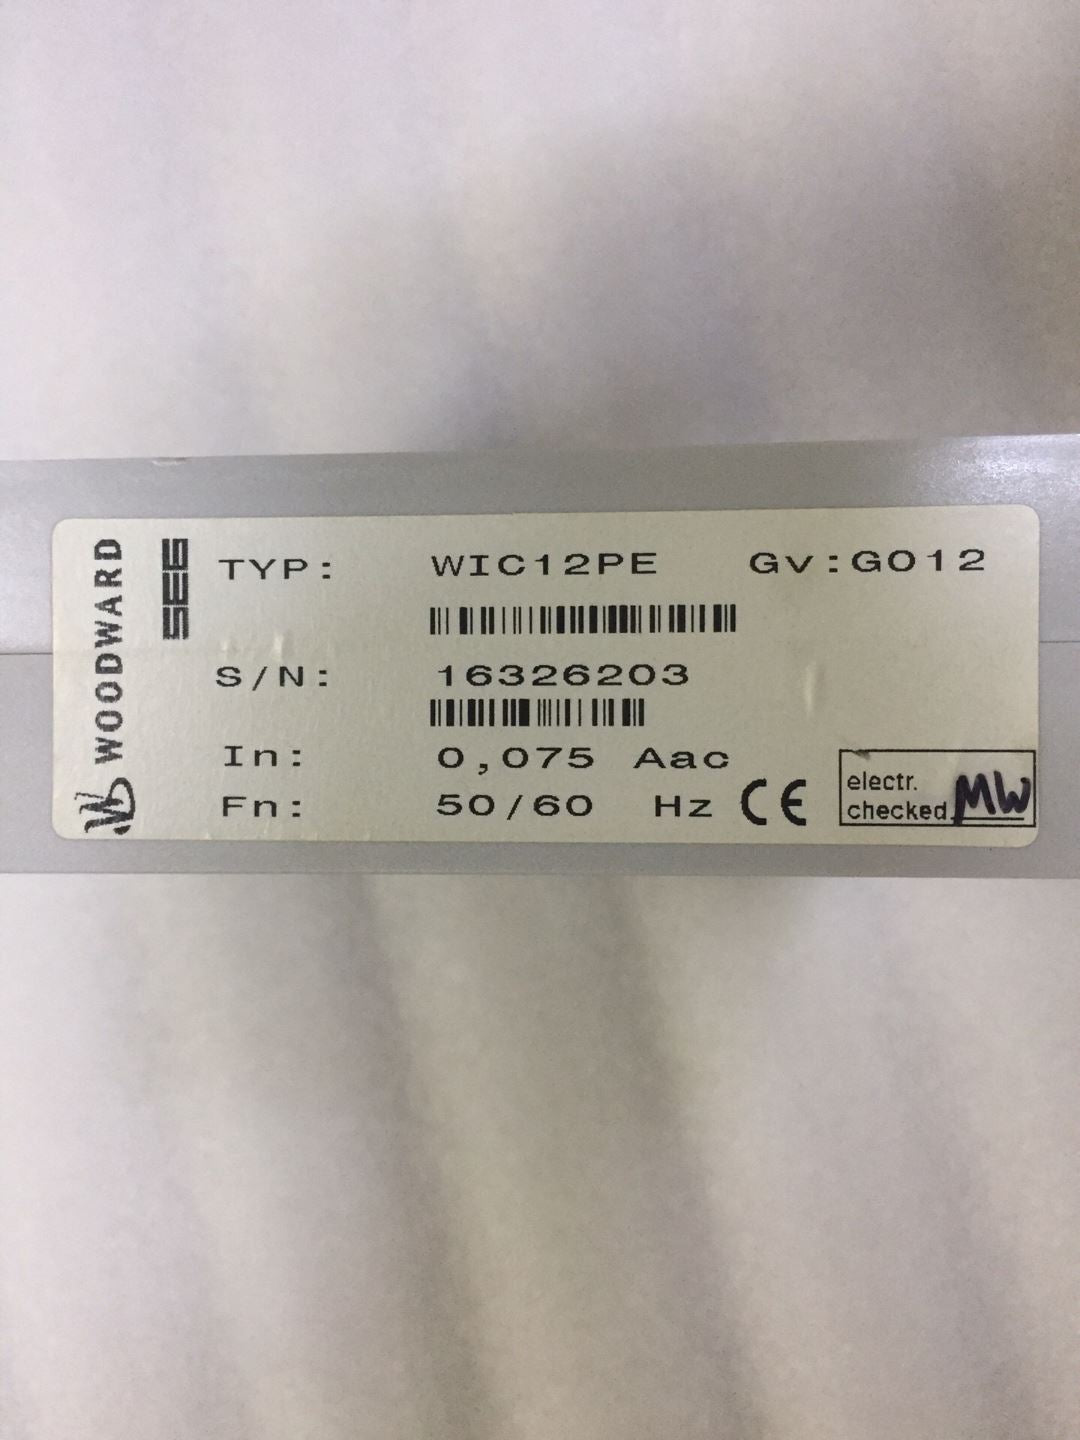 WOODWARD
SEG
TYP: WIC12PE Gv:G012
S/N: 16326203
In: 0,075 Aac
Fn: 50/60 Hz CE
electr.
checked MW